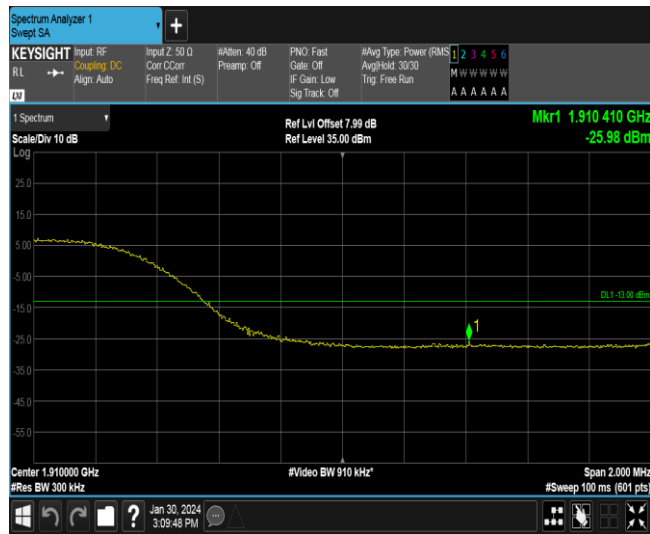 Spectrum Analyzer 1
Swept SA
+
KEYSIGHT
RL
LXI
Input: RF
Coupling: DC
Align: Auto
Input Z: 50 Ω
Corr CCorr
Freq Ref: Int (S)
#Atten: 40 dB
Preamp: Off
PNO: Fast
Gate: Off
IF Gain: Low
Sig Track: Off
#Avg Type: Power (RMS
Avg|Hold: 30/30
Trig: Free Run
1 2 3 4 5 6
M W W W W W
A A A A A A
1 Spectrum
Scale/Div 10 dB
Log
Ref Lvl Offset 7.99 dB
Ref Level 35.00 dBm
Mkr1 1.910 410 GHz
-25.98 dBm
25.0
15.0
5.00
-5.00
-15.0
-25.0
-35.0
-45.0
-55.0
DL1 -13.00 dBm
1
Center 1.910000 GHz
#Res BW 300 kHz
#Video BW 910 kHz*
Span 2.000 MHz
#Sweep 100 ms (601 pts)
?
Jan 30, 2024
3:09:48 PM